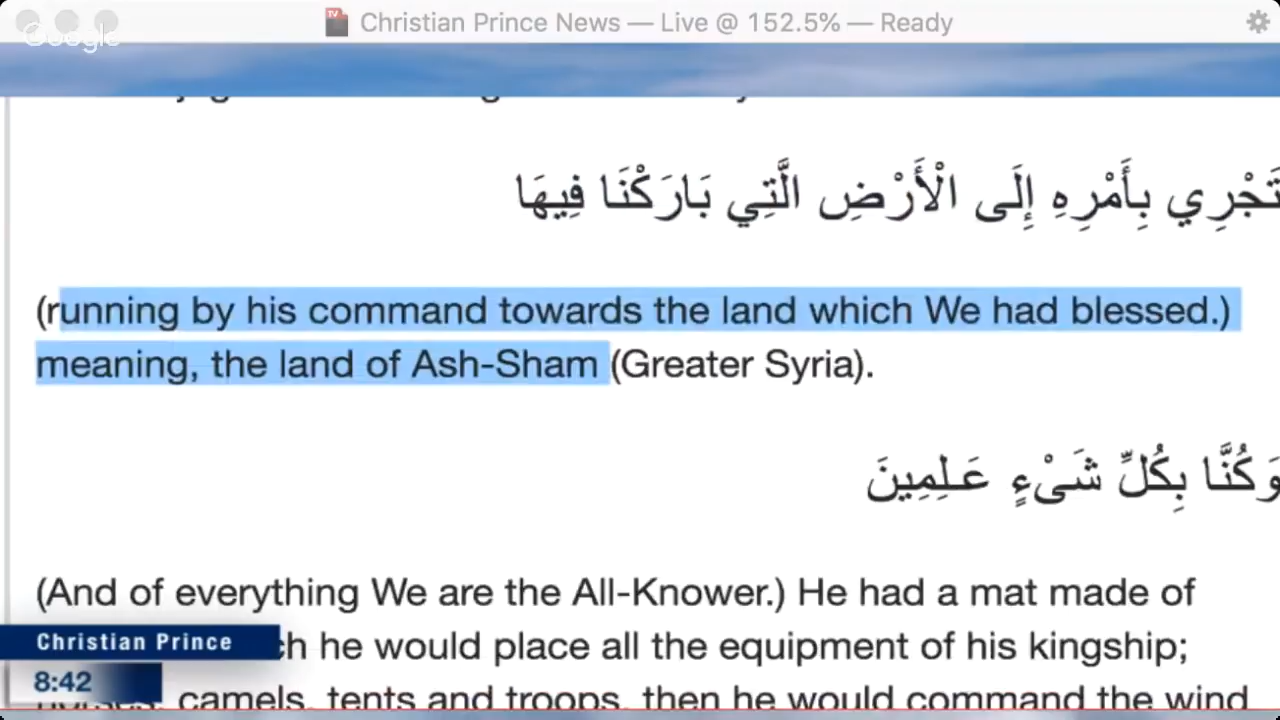 Christian Prince News — Live @ 152.5% — Ready
Google
تَجْرِي بِأَمْرِهِ إِلَى الْأَرْضِ الَّتِي بَارَكْنَا فِيهَا
(running by his command towards the land which We had blessed.)
meaning, the land of Ash-Sham (Greater Syria).
وَكُنَّا بِكُلِّ شَىْءٍ عَـلِمِينَ
(And of everything We are the All-Knower.) He had a mat made of
he would place all the equipment of his kingship;
camels, tents and troops, then he would command the wind
Christian Prince
8:42